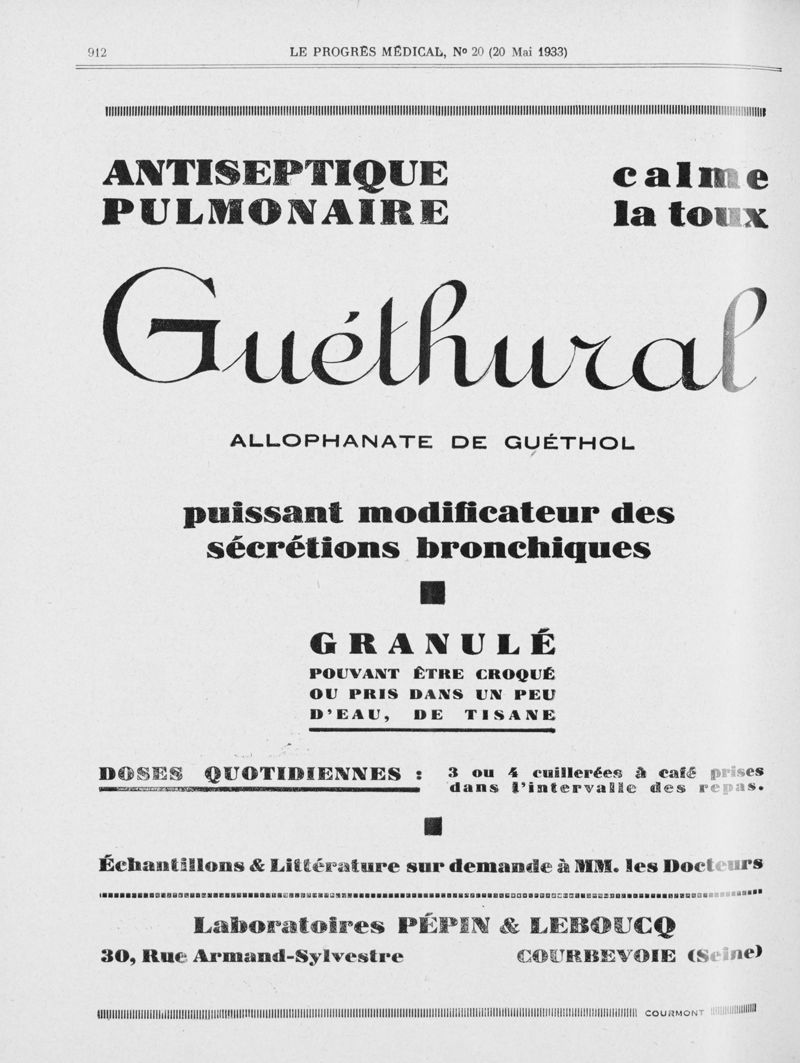 912
LE PROGRÈS MÉDICAL, Nº 20 (20 Mai 1933)
ANTISEPTIQUE
PULMONAIRE
calme
la toux
Guéthural
ALLOPHANATE DE GUÉTHOL
puissant modificateur des
sécrétions bronchiques
GRANULÉ
POUVANT ÊTRE CROQUÉ
OU PRIS DANS UN PEU
D'EAU, DE TISANE
DOSES QUOTIDIENNES :
3 ou 4 cuillerées à café prises
dans l'intervalle des repas.
Échantillons & Littérature sur demande à MM. les Docteurs
Laboratoires PÉPIN & LEBOUCQ
30, Rue Armand-Sylvestre
COURBEVOIE (Seine)
COURMONT